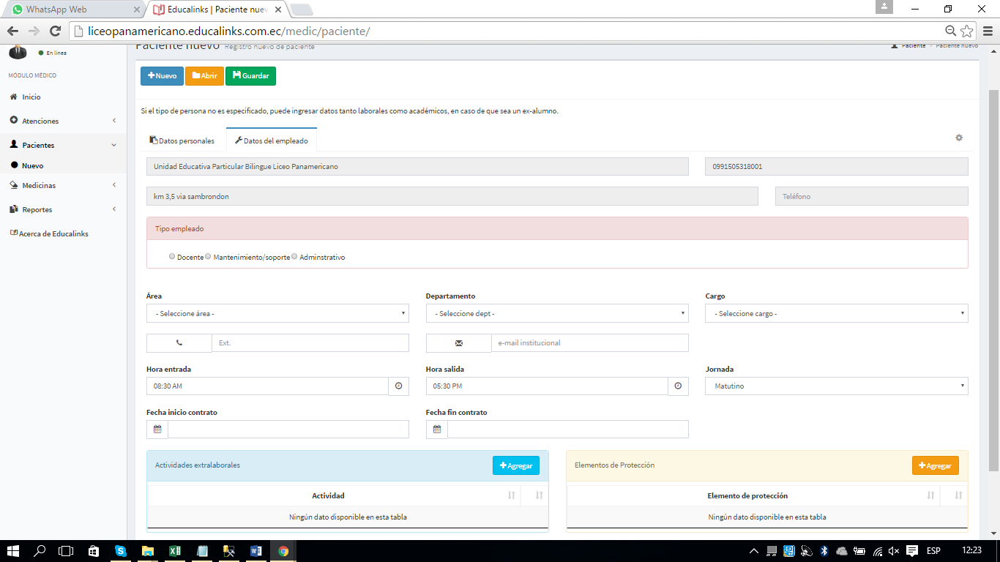 WhatsApp Web
Educalinks | Paciente nuev
liceopanamericano.educalinks.com.ec/medic/paciente/
En línea
Paciente nuevo Registro nuevo de paciente
Paciente Paciente nuevo
MÓDULO MÉDICO
Inicio
Atenciones
Pacientes
Nuevo
Medicinas
Reportes
Acerca de Educalinks
Nuevo Abrir Guardar
Si el tipo de persona no es especificado, puede ingresar datos tanto laborales como académicos, en caso de que sea un ex-alumno.
Datos personales Datos del empleado
Unidad Educativa Particular Bilingue Liceo Panamericano 0991505318001
km 3,5 via sambrondon Teléfono
Tipo empleado
Docente Mantenimiento/soporte Adminstrativo
Área Departamento Cargo
- Seleccione área - - Seleccione dept - - Seleccione cargo -
Ext. e-mail institucional
Hora entrada Hora salida Jornada
08:30 AM 05:30 PM Matutino
Fecha inicio contrato Fecha fin contrato
Actividades extralaborales Agregar Elementos de Protección Agregar
Actividad Elemento de protección
Ningún dato disponible en esta tabla Ningún dato disponible en esta tabla
ESP 12:23